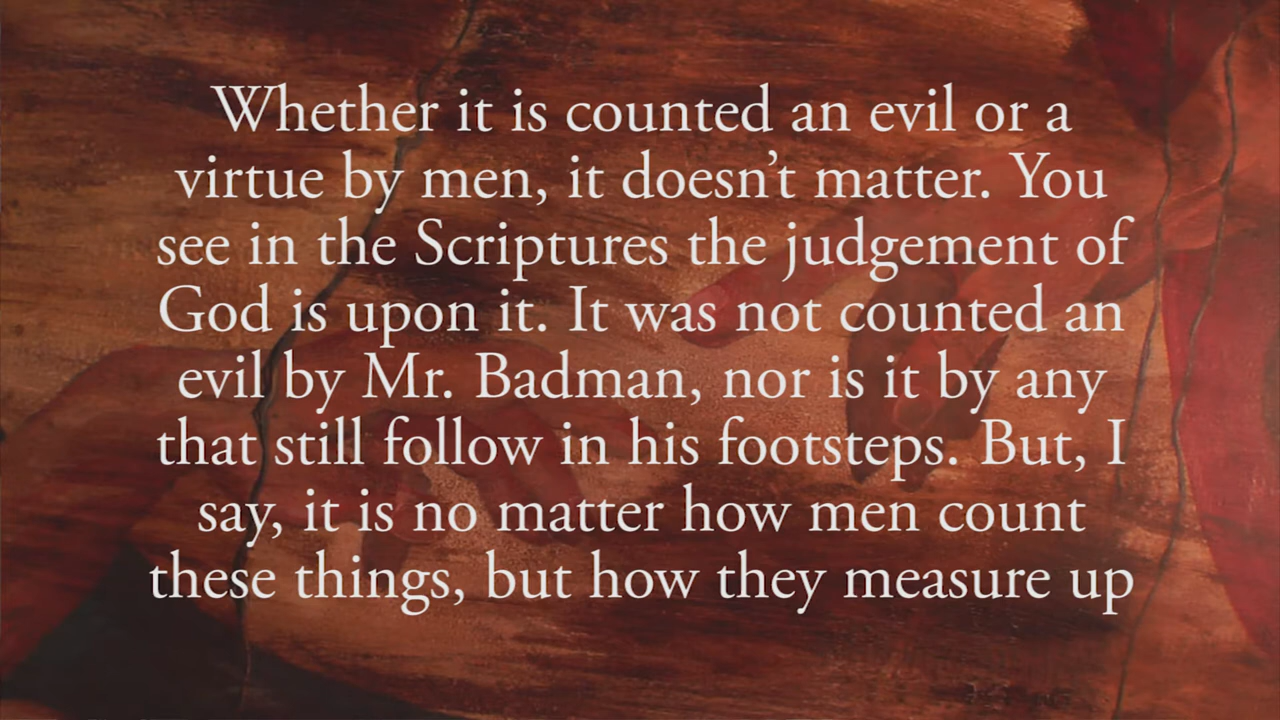 Whether it is counted an evil or a
virtue by men, it doesn’t matter. You
see in the Scriptures the judgement of
God is upon it. It was not counted an
evil by Mr. Badman, nor is it by any
that still follow in his footsteps. But, I
say, it is no matter how men count
these things, but how they measure up